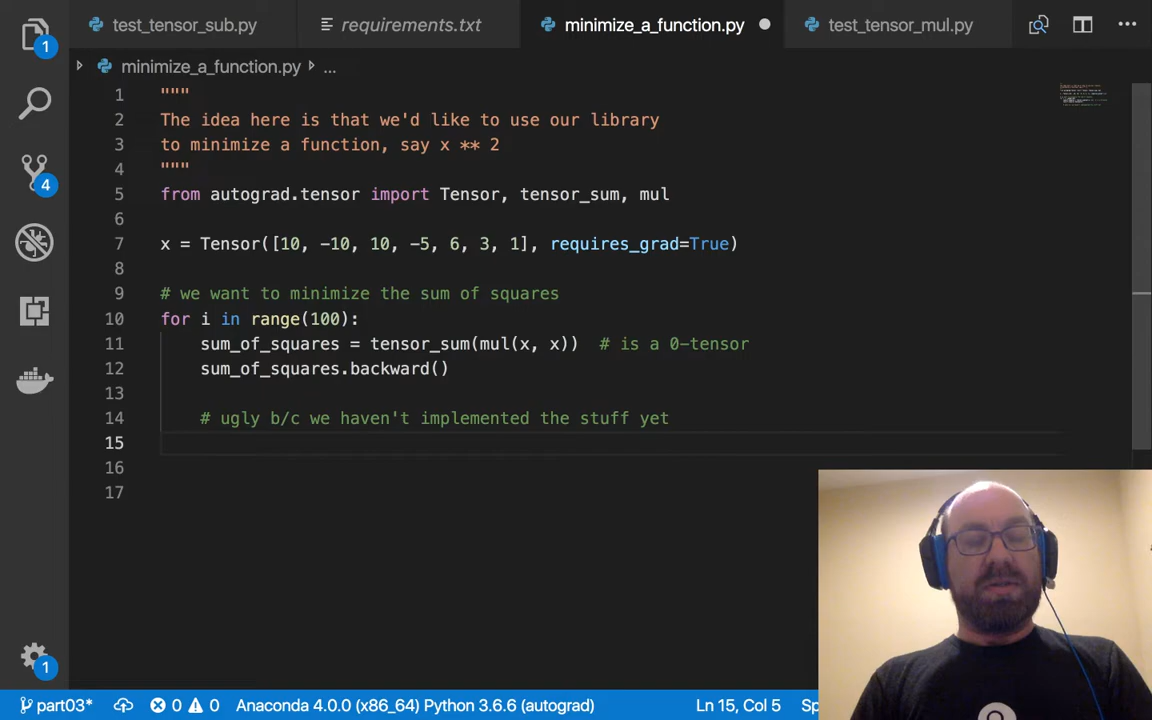 test_tensor_sub.py requirements.txt minimize_a_function.py test_tensor_mul.py
1
minimize_a_function.py ...
1 """
2 The idea here is that we'd like to use our library
3 to minimize a function, say x ** 2
4 """
5 from autograd.tensor import Tensor, tensor_sum, mul
6
7 x = Tensor([10, -10, 10, -5, 6, 3, 1], requires_grad=True)
8
9 # we want to minimize the sum of squares
10 for i in range(100):
11 sum_of_squares = tensor_sum(mul(x, x)) # is a 0-tensor
12 sum_of_squares.backward()
13
14 # ugly b/c we haven't implemented the stuff yet
15
16
17
4
1
part03* 0 0 Anaconda 4.0.0 (x86_64) Python 3.6.6 (autograd) Ln 15, Col 5 Sp